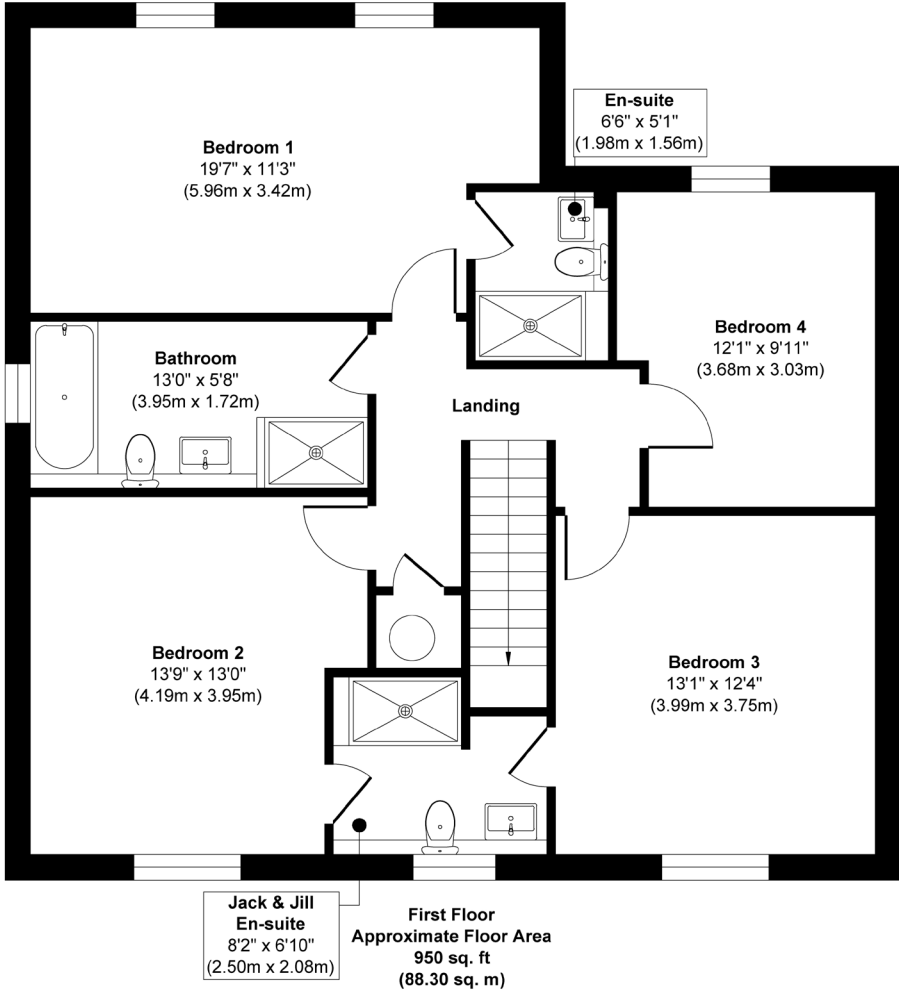 Bedroom 1
19'7" x 11'3"
(5.96m x 3.42m)
En-suite
6'6" x 5'1"
(1.98m x 1.56m)
Bathroom
13'0" x 5'8"
(3.95m x 1.72m)
Landing
Bedroom 4
12'1" x 9'11"
(3.68m x 3.03m)
Bedroom 2
13'9" x 13'0"
(4.19m x 3.95m)
Bedroom 3
13'1" x 12'4"
(3.99m x 3.75m)
Jack & Jill
En-suite
8'2" x 6'10"
(2.50m x 2.08m)
First Floor
Approximate Floor Area
950 sq. ft
(88.30 sq. m)